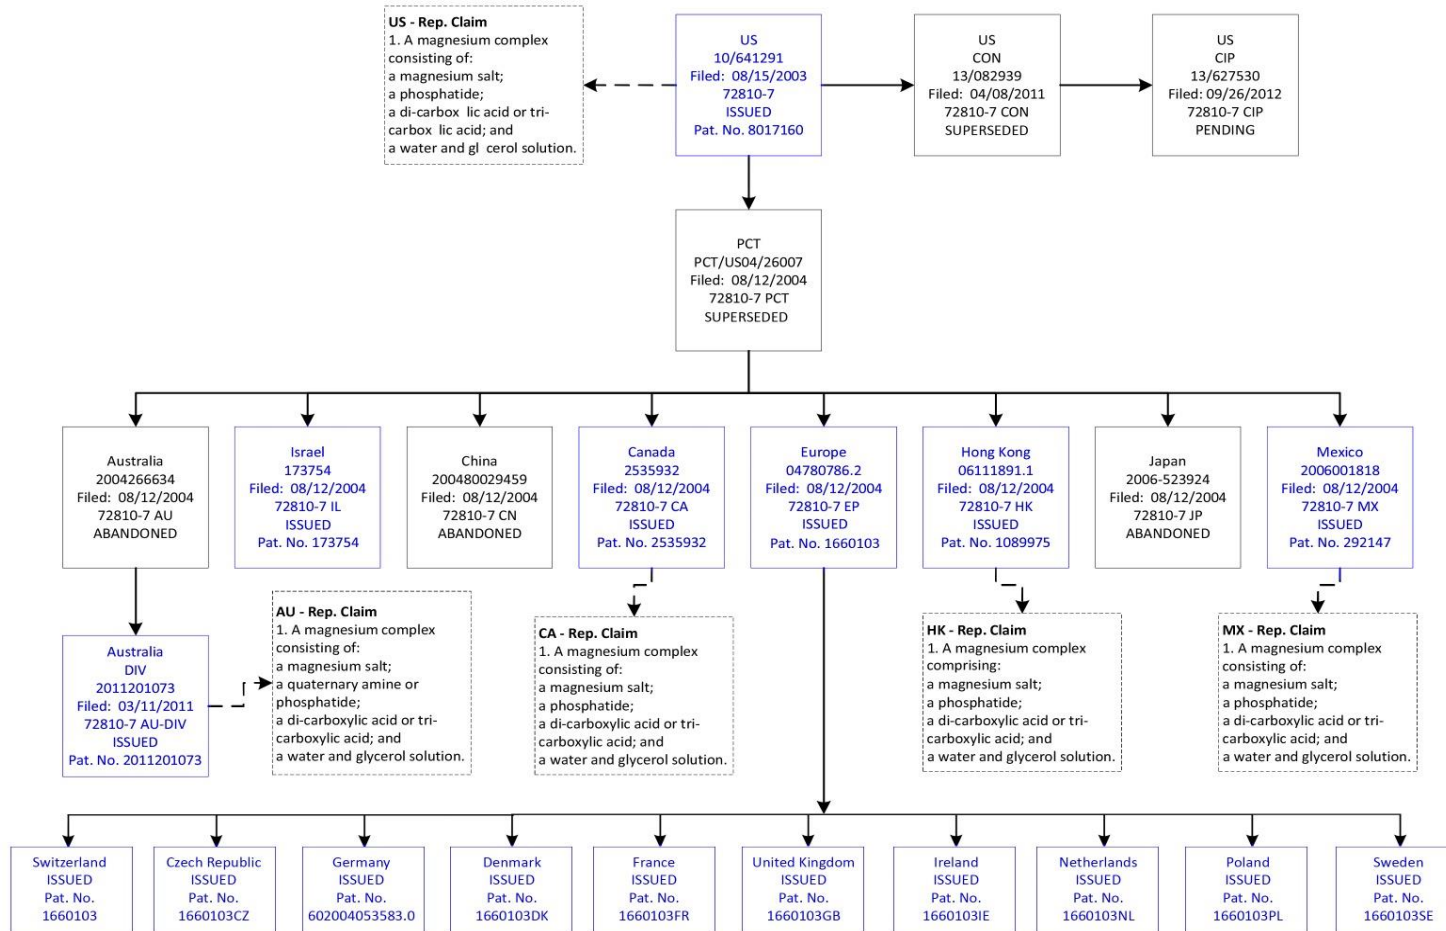 US - Rep. Claim
1. A magnesium complex
consisting of:
a magnesium salt;
a phosphatide;
a di-carbox lic acid or tri-
carbox lic acid; and
a water and gl cerol solution.
US
10/641291
Filed: 08/15/2003
72810-7
ISSUED
Pat. No. 8017160
US
CON
13/082939
Filed: 04/08/2011
72810-7 CON
SUPERSEDED
US
CIP
13/627530
Filed: 09/26/2012
72810-7 CIP
PENDING
PCT
PCT/US04/26007
Filed: 08/12/2004
72810-7 PCT
SUPERSEDED
Australia
2004266634
Filed: 08/12/2004
72810-7 AU
ABANDONED
Israel
173754
Filed: 08/12/2004
72810-7 IL
ISSUED
Pat. No. 173754
China
200480029459
Filed: 08/12/2004
72810-7 CN
ABANDONED
Canada
2535932
Filed: 08/12/2004
72810-7 CA
ISSUED
Pat. No. 2535932
Europe
04780786.2
Filed: 08/12/2004
72810-7 EP
ISSUED
Pat. No. 1660103
Hong Kong
06111891.1
Filed: 08/12/2004
72810-7 HK
ISSUED
Pat. No. 1089975
Japan
2006-523924
Filed: 08/12/2004
72810-7 JP
ABANDONED
Mexico
2006001818
Filed: 08/12/2004
72810-7 MX
ISSUED
Pat. No. 292147
Australia
DIV
2011201073
Filed: 03/11/2011
72810-7 AU-DIV
ISSUED
Pat. No. 2011201073
AU - Rep. Claim
1. A magnesium complex
consisting of:
a magnesium salt;
a quaternary amine or
phosphatide;
a di-carboxylic acid or tri-
carboxylic acid; and
a water and glycerol solution.
CA - Rep. Claim
1. A magnesium complex
consisting of:
a magnesium salt;
a phosphatide;
a di-carboxylic acid or tri-
carboxylic acid; and
a water and glycerol solution.
HK - Rep. Claim
1. A magnesium complex
comprising:
a magnesium salt;
a phosphatide;
a di-carboxylic acid or tri-
carboxylic acid; and
a water and glycerol solution.
MX - Rep. Claim
1. A magnesium complex
consisting of:
a magnesium salt;
a phosphatide;
a di-carboxylic acid or tri-
carboxylic acid; and
a water and glycerol solution.
Switzerland
ISSUED
Pat. No.
1660103
Czech Republic
ISSUED
Pat. No.
1660103CZ
Germany
ISSUED
Pat. No.
602004053583.0
Denmark
ISSUED
Pat. No.
1660103DK
France
ISSUED
Pat. No.
1660103FR
United Kingdom
ISSUED
Pat. No.
1660103GB
Ireland
ISSUED
Pat. No.
1660103IE
Netherlands
ISSUED
Pat. No.
1660103NL
Poland
ISSUED
Pat. No.
1660103PL
Sweden
ISSUED
Pat. No.
1660103SE